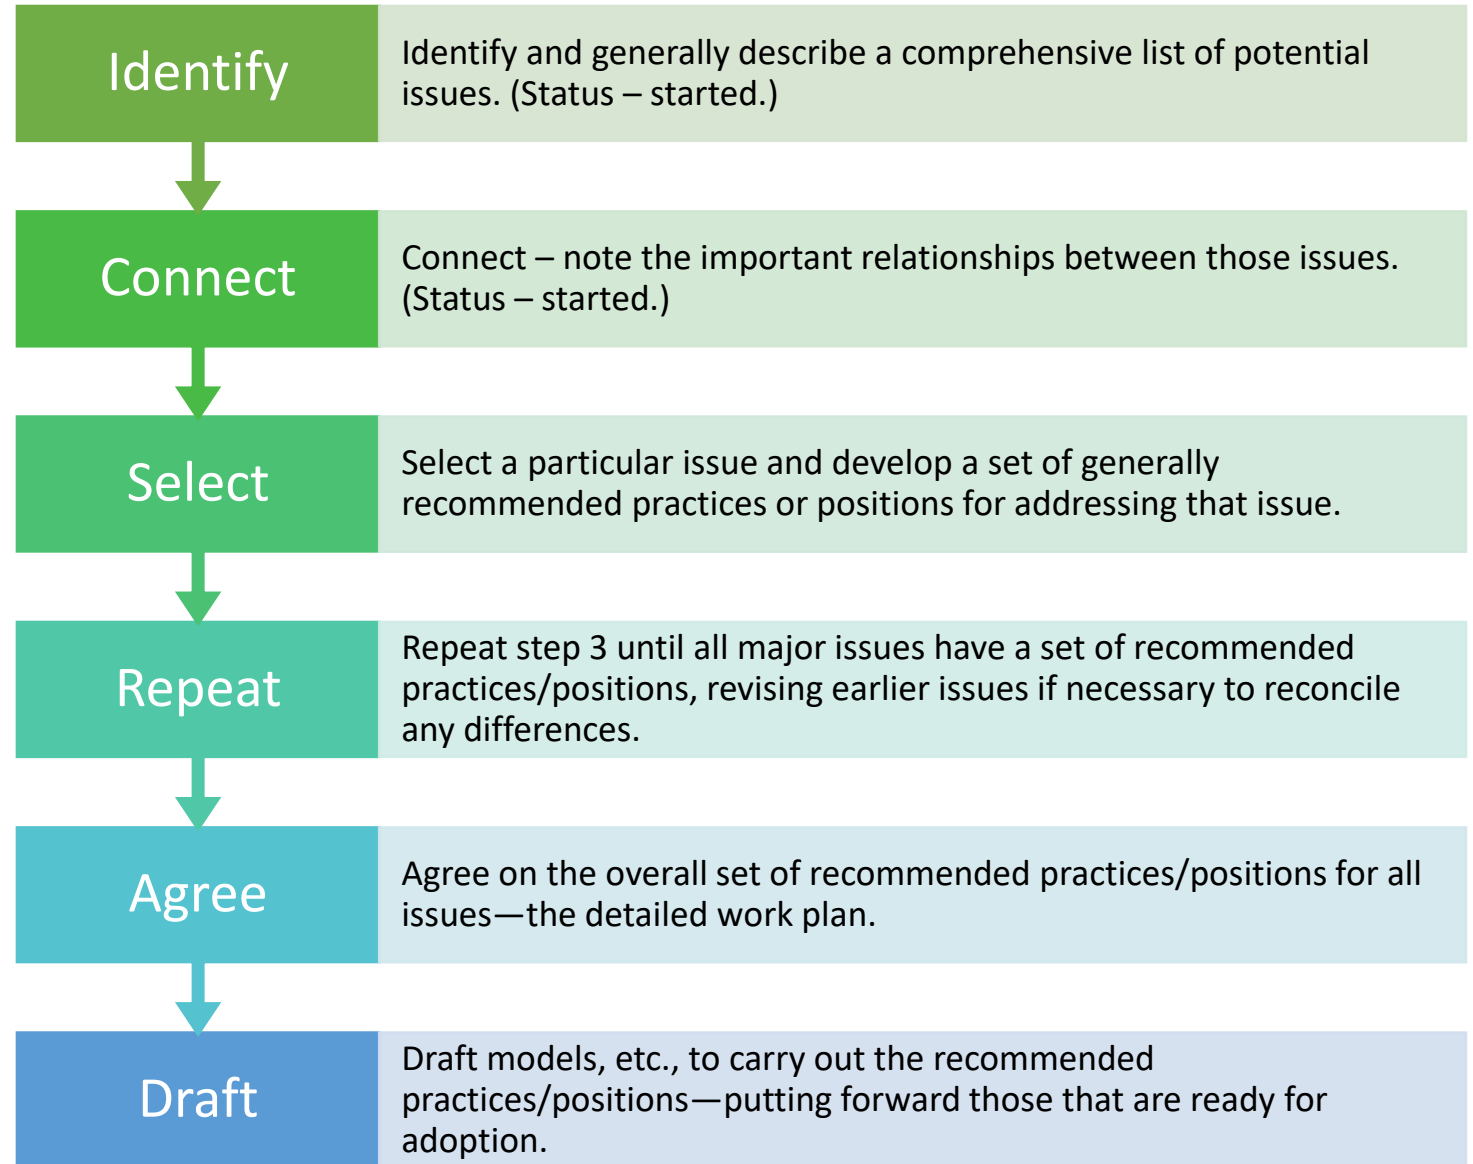 Identify
Identify and generally describe a comprehensive list of potential
issues. (Status – started.)
Connect
Connect – note the important relationships between those issues.
(Status – started.)
Select
Select a particular issue and develop a set of generally
recommended practices or positions for addressing that issue.
Repeat
Repeat step 3 until all major issues have a set of recommended
practices/positions, revising earlier issues if necessary to reconcile
any differences.
Agree
Agree on the overall set of recommended practices/positions for all
issues—the detailed work plan.
Draft
Draft models, etc., to carry out the recommended
practices/positions—putting forward those that are ready for
adoption.